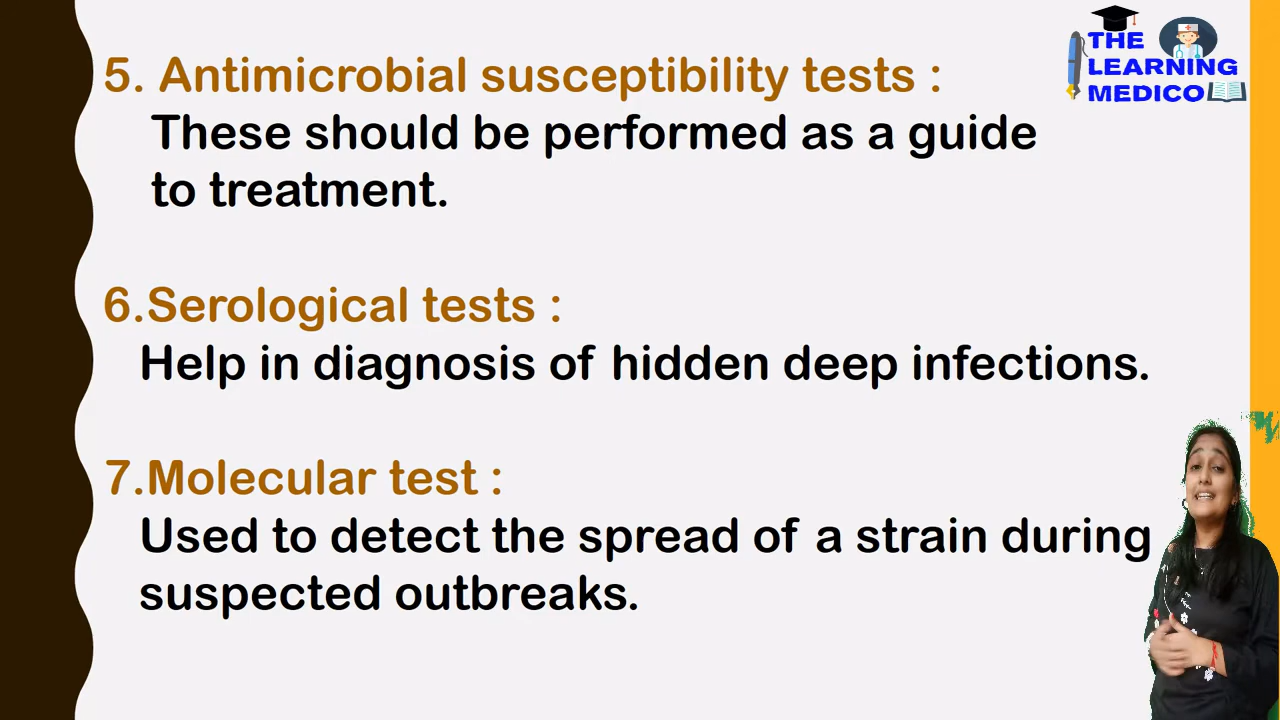 THE
LEARNING
MEDICO
5. Antimicrobial susceptibility tests :
These should be performed as a guide
to treatment.
6.Serological tests :
Help in diagnosis of hidden deep infections.
7.Molecular test :
Used to detect the spread of a strain during
suspected outbreaks.